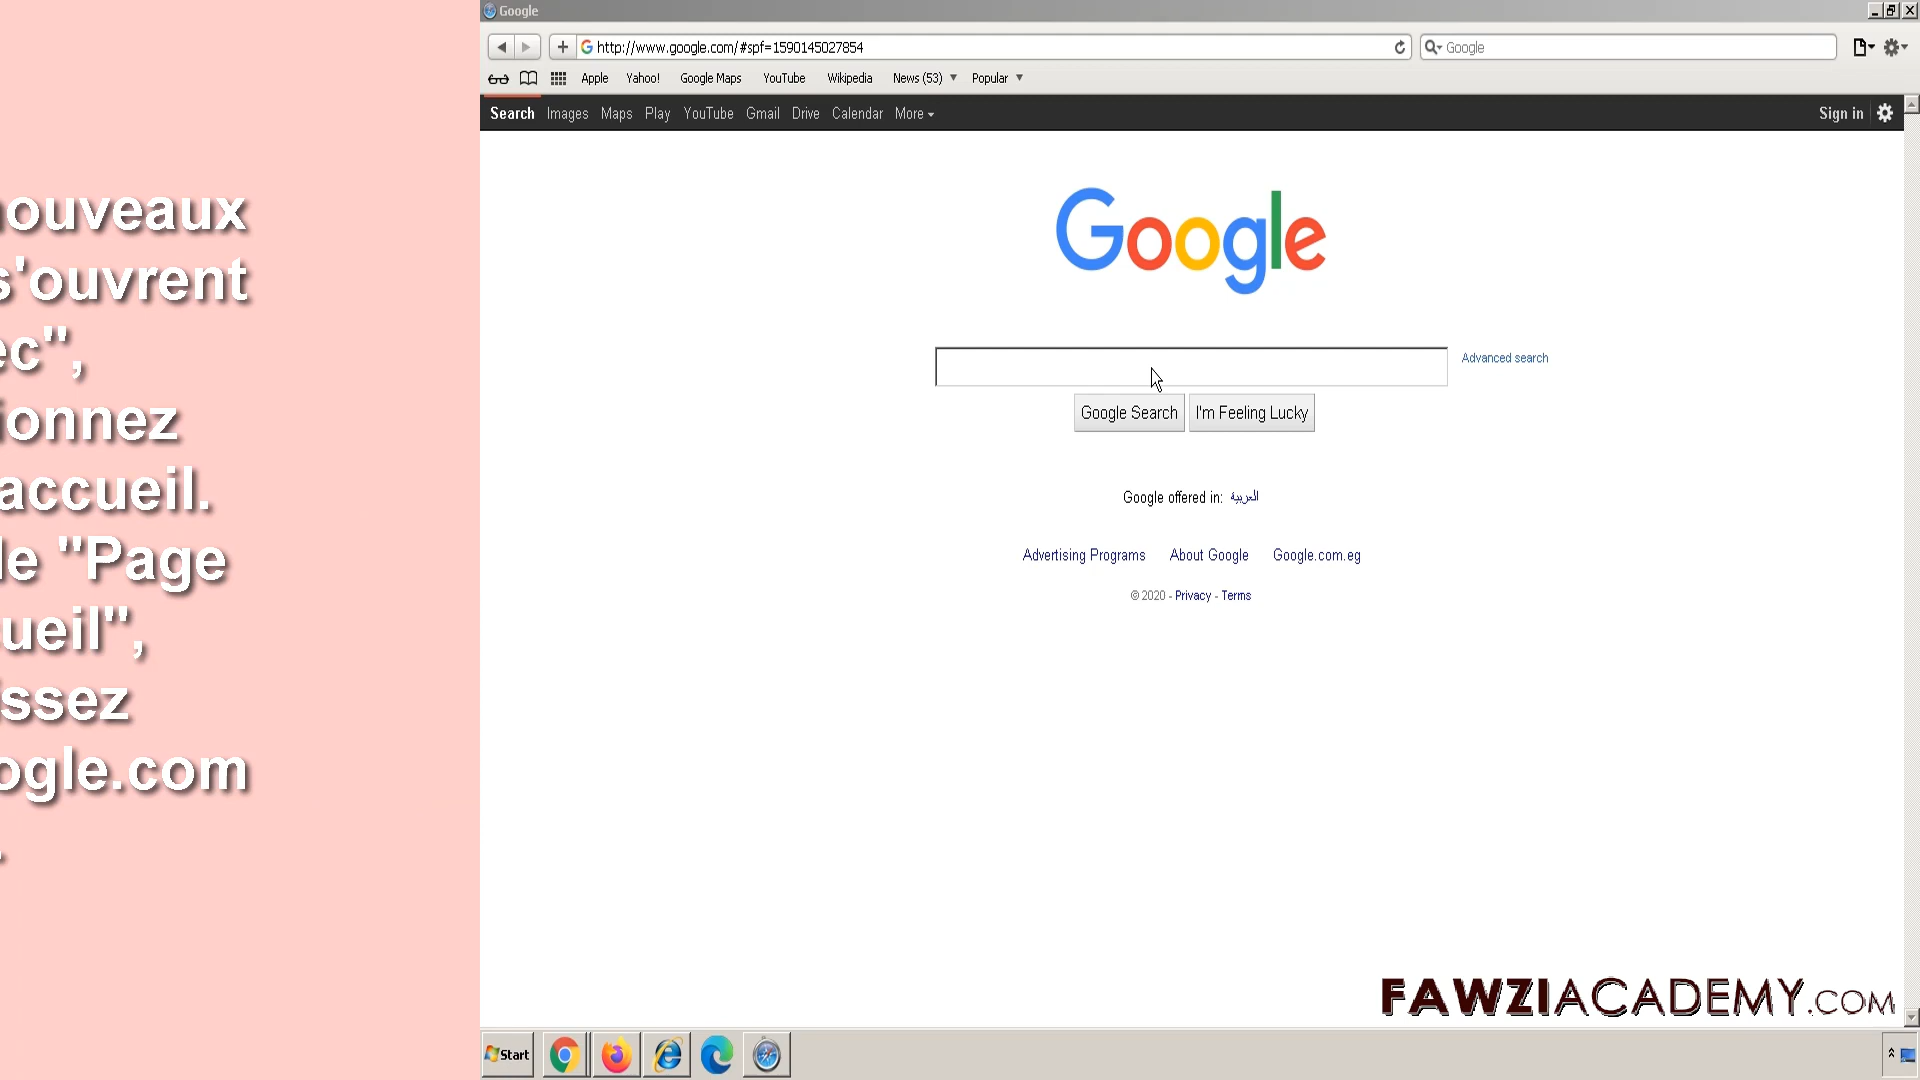 nouveaux
s'ouvrent
ec",
ionnez
accueil.
le "Page
ueil",
issez
ogle.com
.
Google
http://www.google.com/#spf=1590145027854
Google
Apple Yahoo! Google Maps YouTube Wikipedia News (53) Popular
Search Images Maps Play YouTube Gmail Drive Calendar More
Sign in
Google
Advanced search
Google Search I'm Feeling Lucky
Google offered in: العربية
Advertising Programs About Google Google.com.eg
© 2020 - Privacy - Terms
FAWZIACADEMY.COM
Start